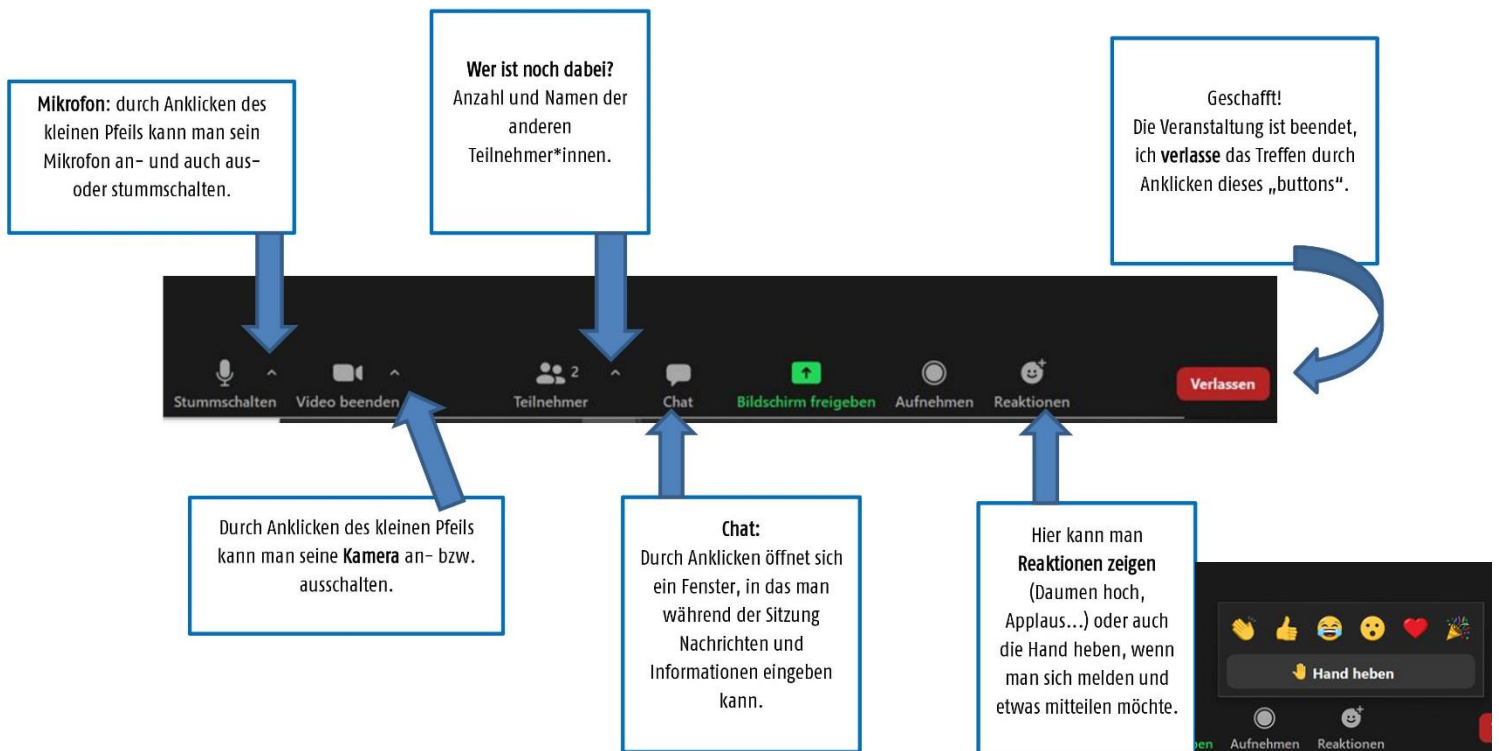 Mikrofon: durch Anklicken des
kleinen Pfeils kann man sein
Mikrofon an- und auch aus-
oder stummschalten.
Wer ist noch dabei?
Anzahl und Namen der
anderen
Teilnehmer*innen.
Geschafft!
Die Veranstaltung ist beendet,
ich verlasse das Treffen durch
Anklicken dieses „buttons“.
2
Stummschalten Video beenden Teilnehmer Chat Bildschirm freigeben Aufnehmen Reaktionen Verlassen
Durch Anklicken des kleinen Pfeils
kann man seine Kamera an- bzw.
ausschalten.
Chat:
Durch Anklicken öffnet sich
ein Fenster, in das man
während der Sitzung
Nachrichten und
Informationen eingeben
kann.
Hier kann man
Reaktionen zeigen
(Daumen hoch,
Applaus...) oder auch
die Hand heben, wenn
man sich melden und
etwas mitteilen möchte.
Hand heben
ben Aufnehmen Reaktionen